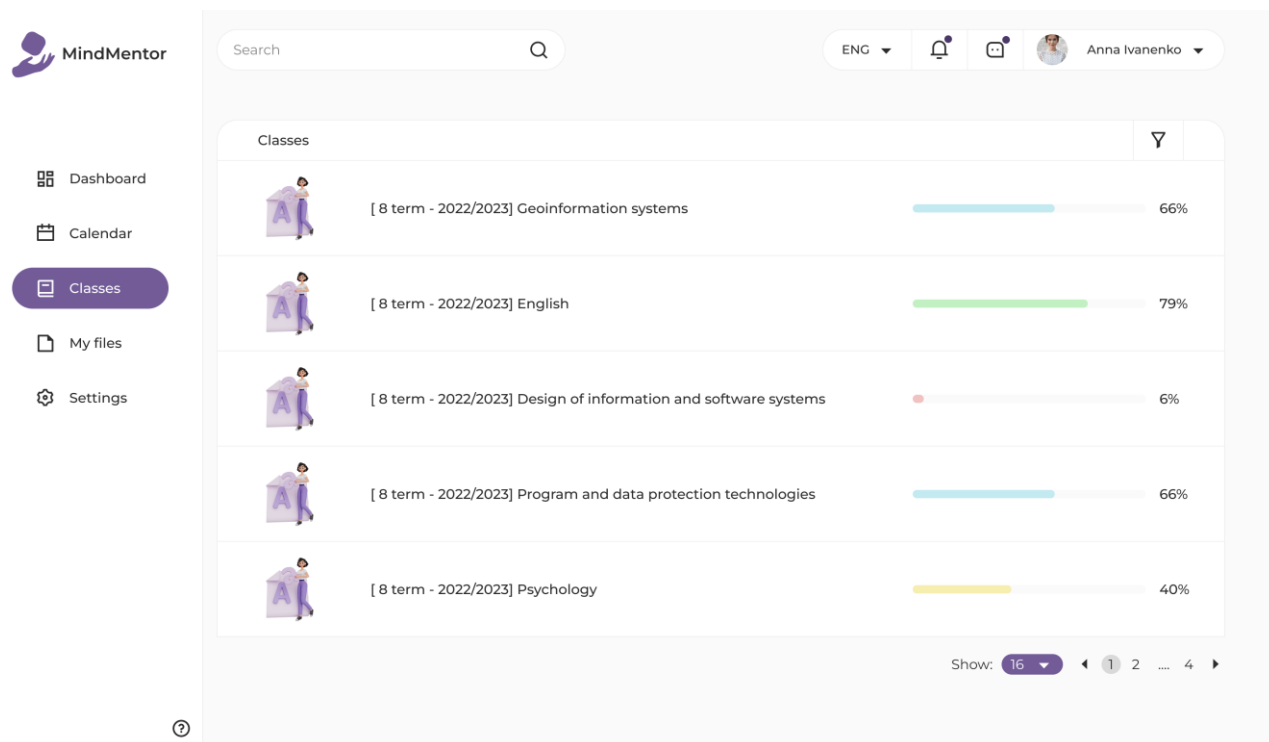 MindMentor
Search
ENG
Anna Ivanenko
Dashboard
Calendar
Classes
My files
Settings
Classes
[ 8 term - 2022/2023] Geoinformation systems 66%
[ 8 term - 2022/2023] English 79%
[ 8 term - 2022/2023] Design of information and software systems 6%
[ 8 term - 2022/2023] Program and data protection technologies 66%
[ 8 term - 2022/2023] Psychology 40%
Show: 16 1 2 .... 4